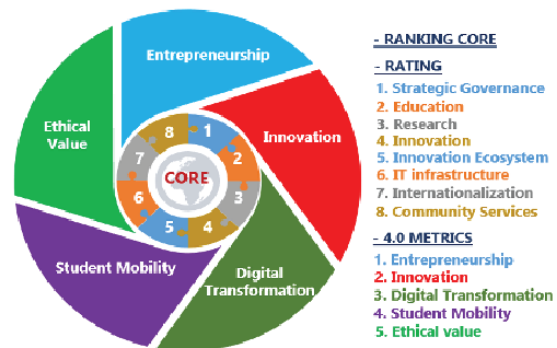 Entrepreneurship
Innovation
Digital
Transformation
Student Mobility
Ethical
Value
1
2
3
4
5
6
7
8
CORE
- RANKING CORE
- RATING
1. Strategic Governance
2. Education
3. Research
4. Innovation
5. Innovation Ecosystem
6. IT infrastructure
7. Internationalization
8. Community Services
- 4.0 METRICS
1. Entrepreneurship
2. Innovation
3. Digital Transformation
4. Student Mobility
5. Ethical value